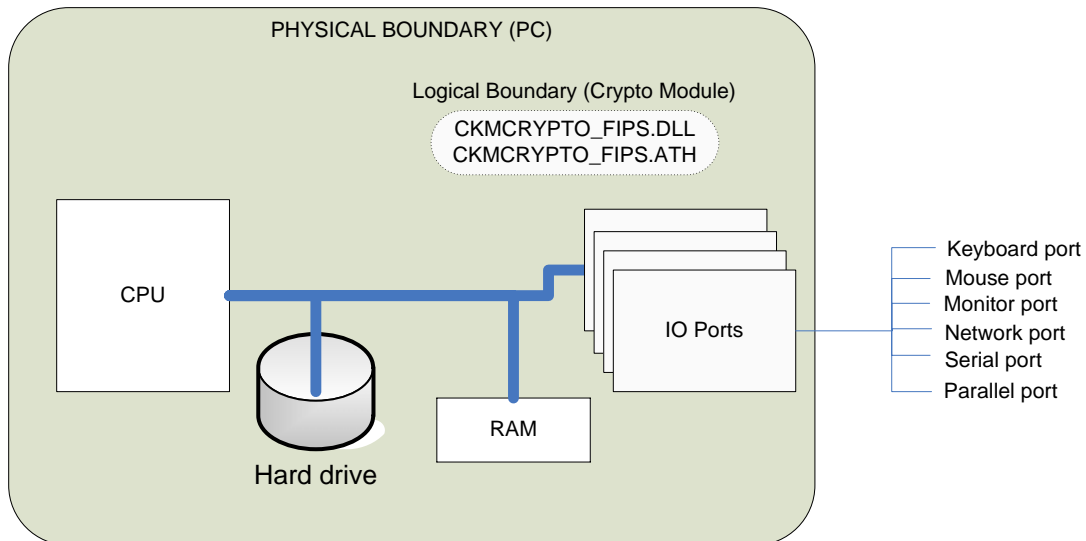 PHYSICAL BOUNDARY (PC)
Logical Boundary (Crypto Module)
CKMCRYPTO_FIPS.DLL
CKMCRYPTO_FIPS.ATH
CPU
IO Ports
RAM
Hard drive
Keyboard port
Mouse port
Monitor port
Network port
Serial port
Parallel port